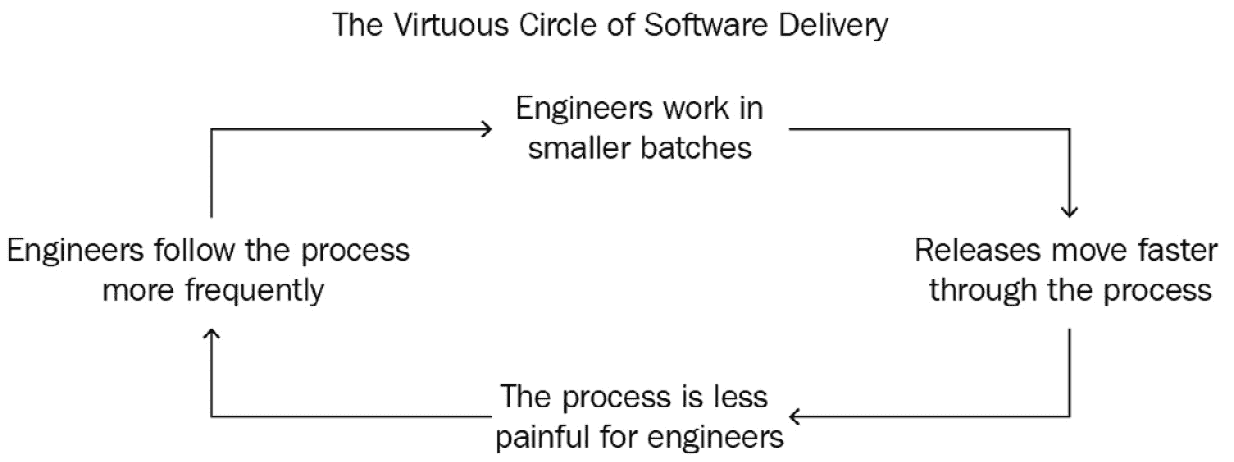 The Virtuous Circle of Software Delivery
Engineers work in
smaller batches
Engineers follow the process
more frequently
Releases move faster
through the process
The process is less
painful for engineers